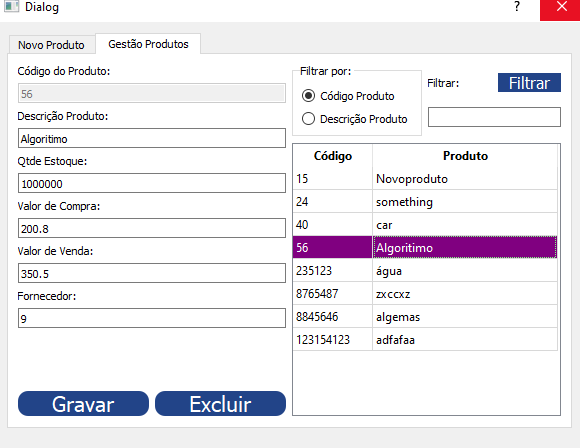 Dialog
?
Novo Produto
Gestão Produtos
Código do Produto:
56
Descrição Produto:
Algoritimo
Qtde Estoque:
1000000
Valor de Compra:
200.8
Valor de Venda:
350.5
Fornecedor:
9
Gravar
Excluir
Filtrar por:
Código Produto
Descrição Produto
Filtrar:
Filtrar
Código Produto
15 Novoproduto
24 something
40 car
56 Algoritimo
235123 água
8765487 zxccxz
8845646 algemas
123154123 adfafaa